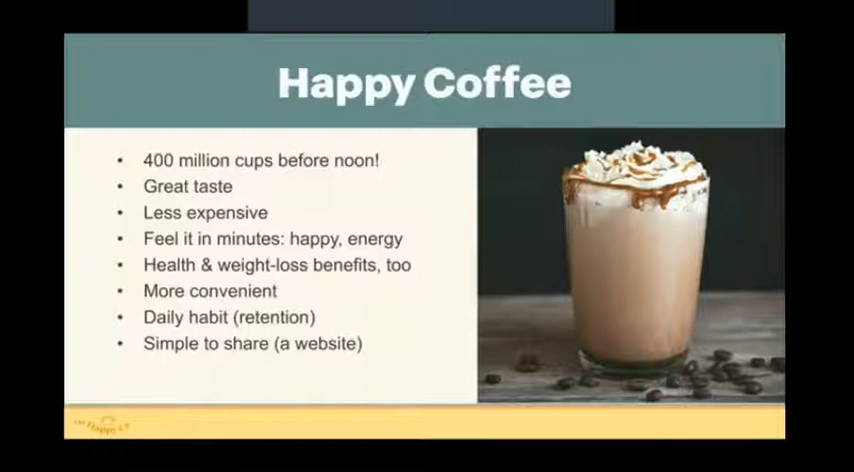 Happy Coffee
• 400 million cups before noon!
• Great taste
• Less expensive
• Feel it in minutes: happy, energy
• Health & weight-loss benefits, too
• More convenient
• Daily habit (retention)
• Simple to share (a website)
Happy